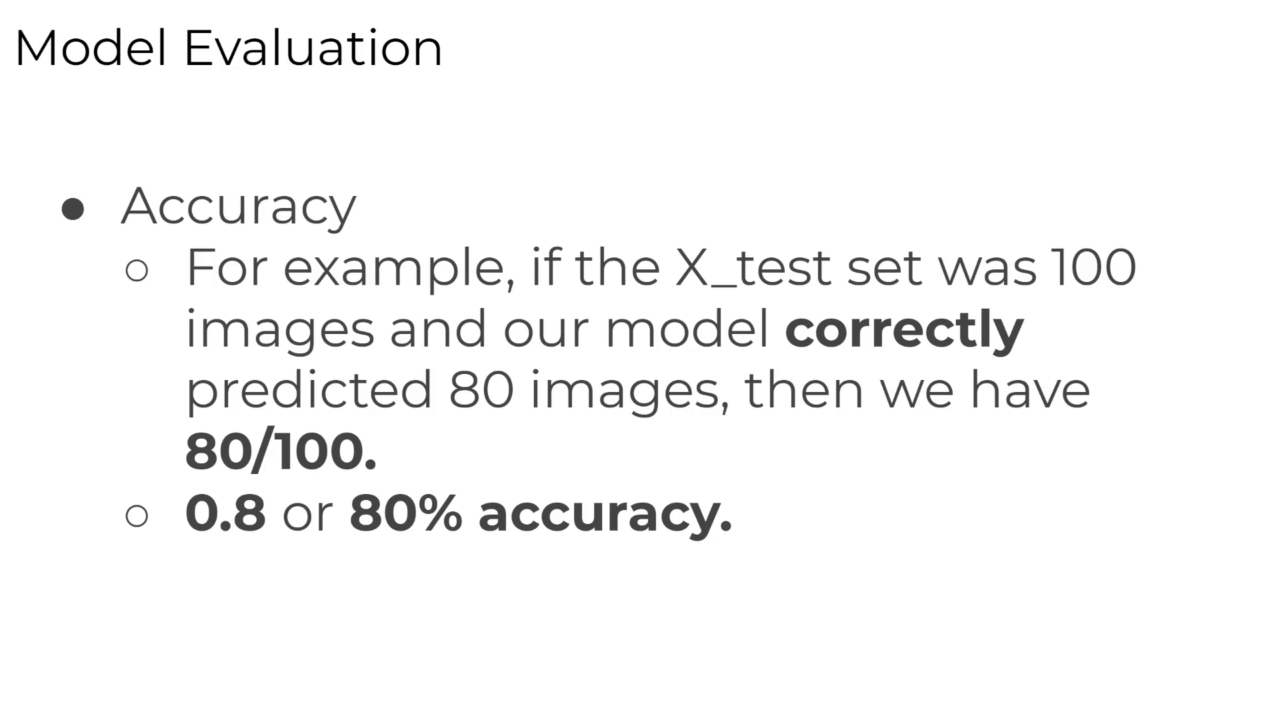 Model Evaluation
● Accuracy
○ For example, if the X_test set was 100
images and our model correctly
predicted 80 images, then we have
80/100.
○ 0.8 or 80% accuracy.